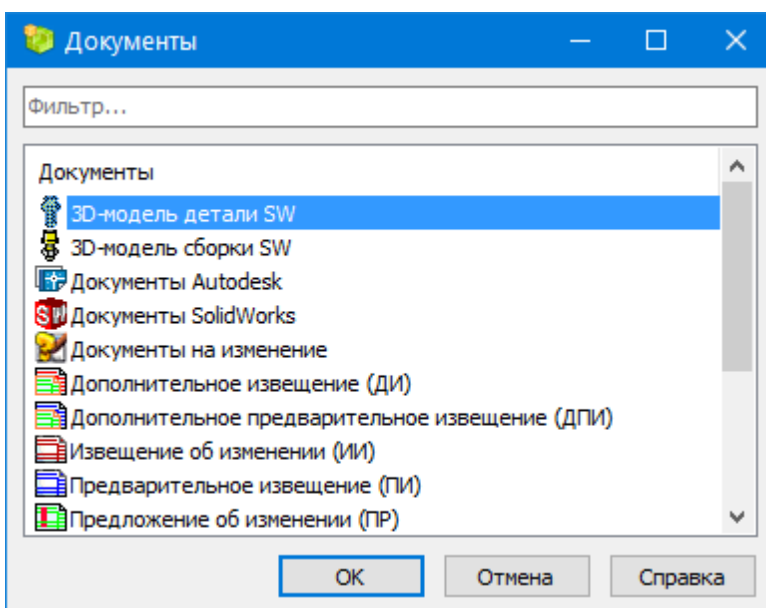 Документы
Фильтр...
Документы
3D-модель детали SW
3D-модель сборки SW
Документы Autodesk
Документы SolidWorks
Документы на изменение
Дополнительное извещение (ДИ)
Дополнительное предварительное извещение (ДПИ)
Извещение об изменении (ИИ)
Предварительное извещение (ПИ)
Предложение об изменении (ПР)
ОК Отмена Справка